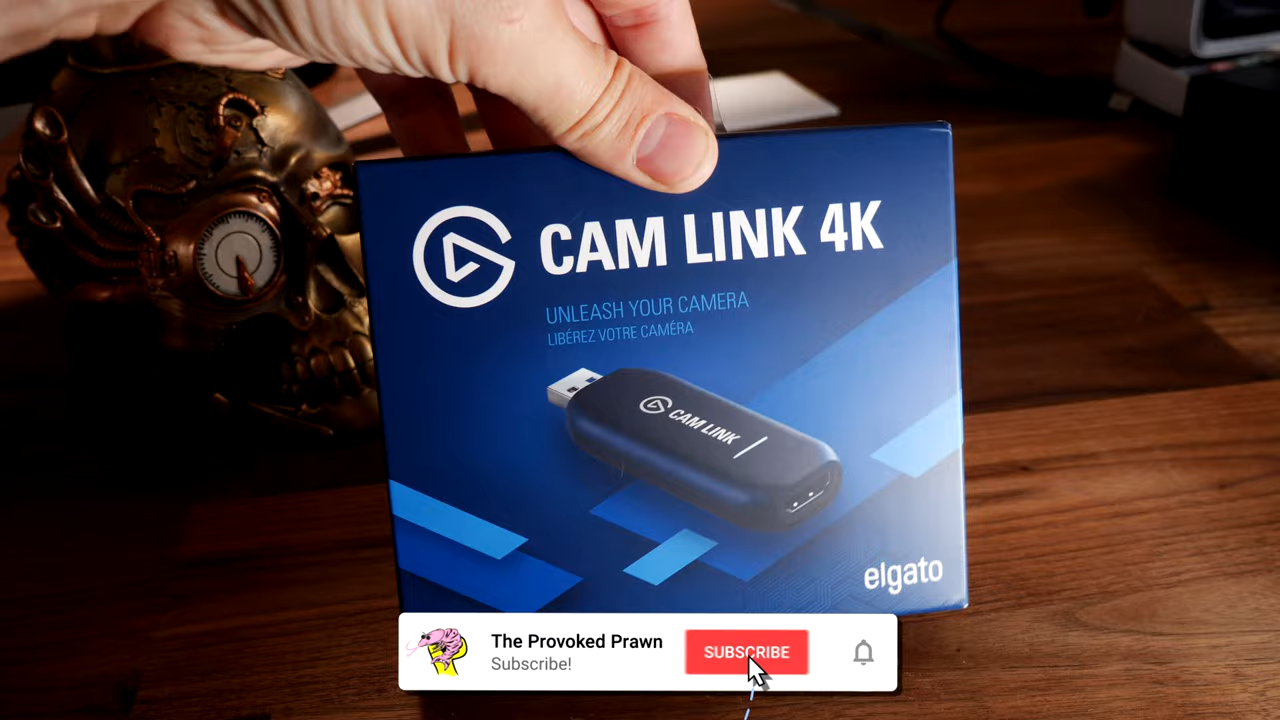 CAM LINK 4K
UNLEASH YOUR CAMERA
LIBÉREZ VOTRE CAMÉRA
CAM LINK
elgato
The Provoked Prawn
Subscribe!
SUBSCRIBE